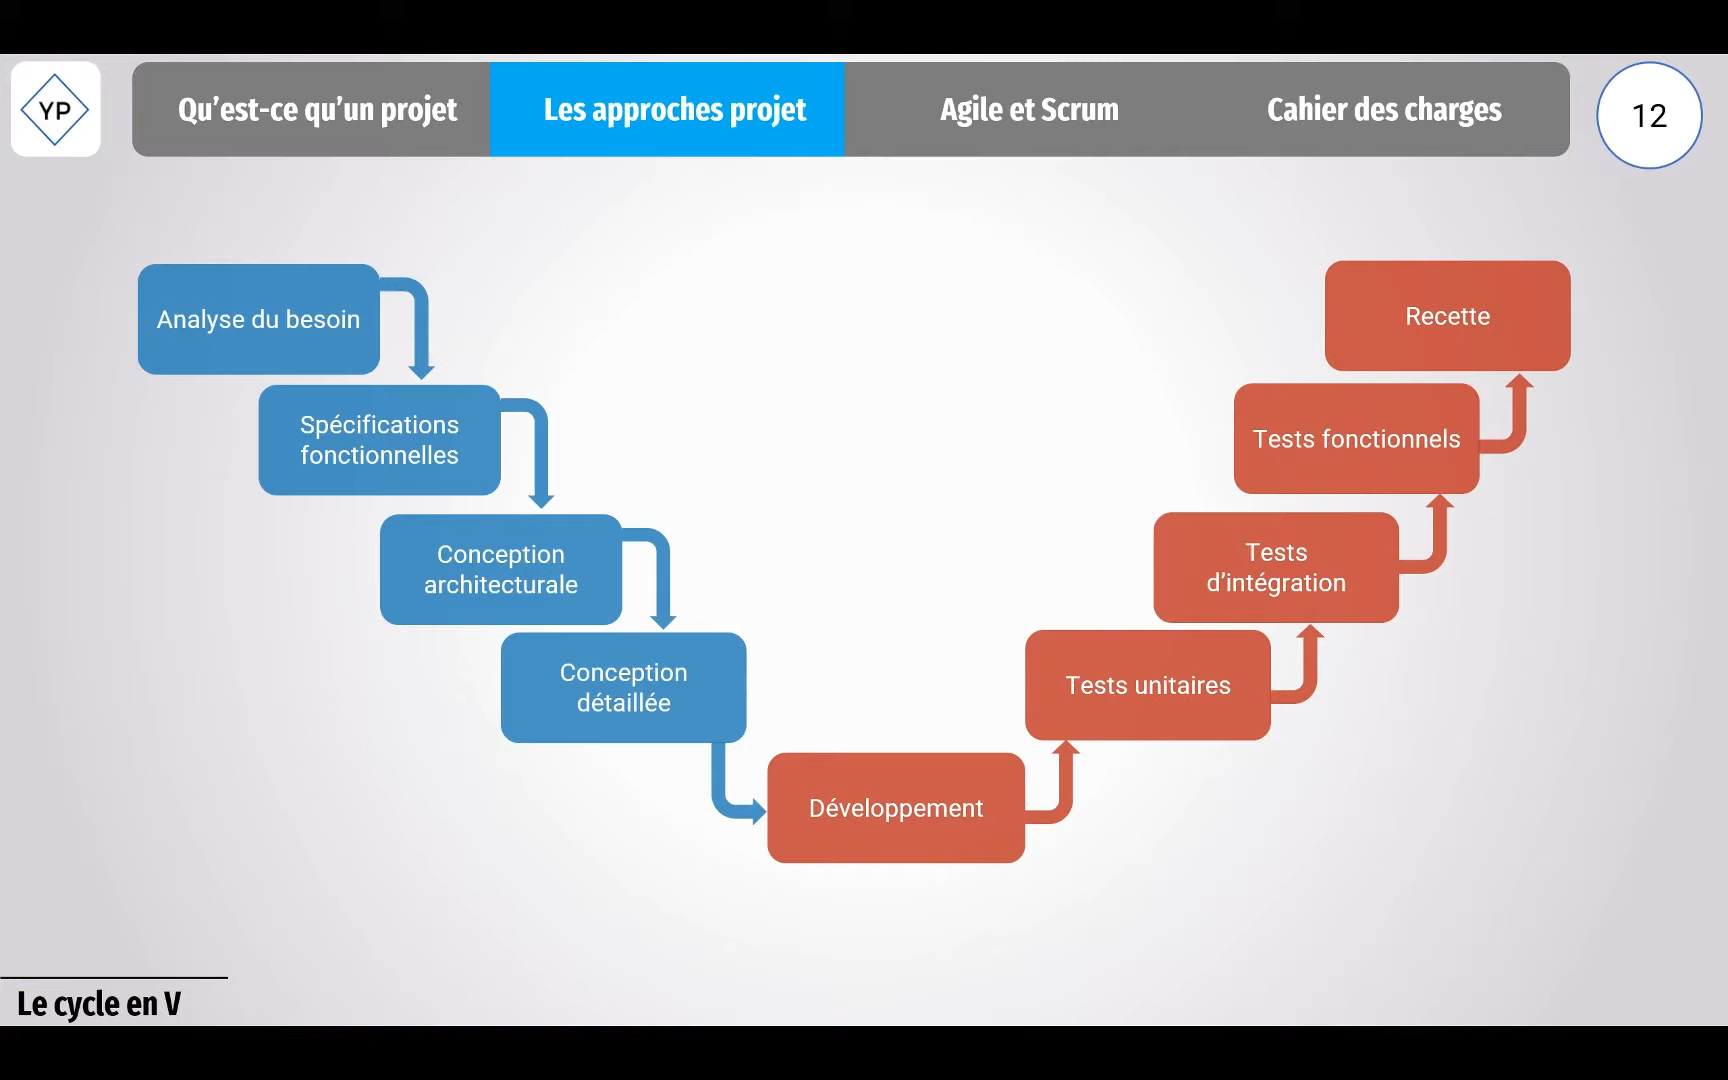 YP
Qu’est-ce qu’un projet
Les approches projet
Agile et Scrum
Cahier des charges
12
Analyse du besoin
Spécifications
fonctionnelles
Conception
architecturale
Conception
détaillée
Développement
Tests unitaires
Tests
d’intégration
Tests fonctionnels
Recette
Le cycle en V